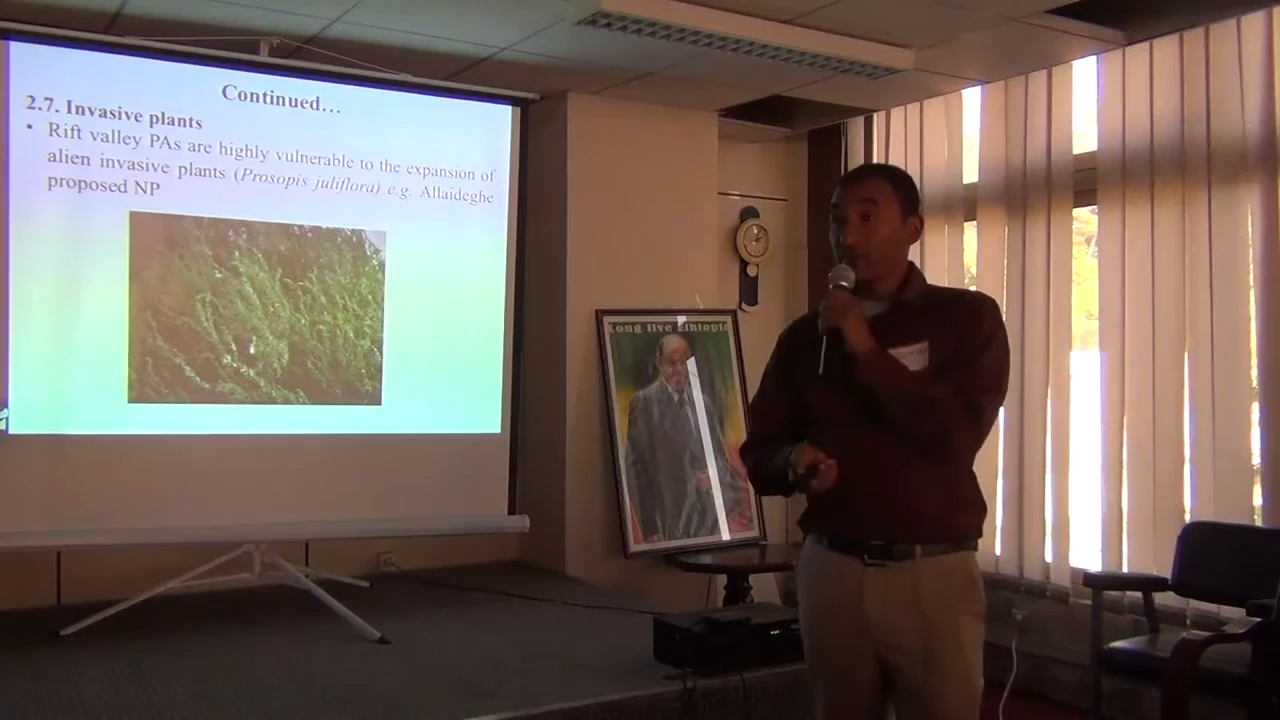 Continued…
2.7. Invasive plants
• Rift valley PAs are highly vulnerable to the expansion of
alien invasive plants (Prosopis juliflora) e.g. Allaideghe
proposed NP
Long live Ethiopia